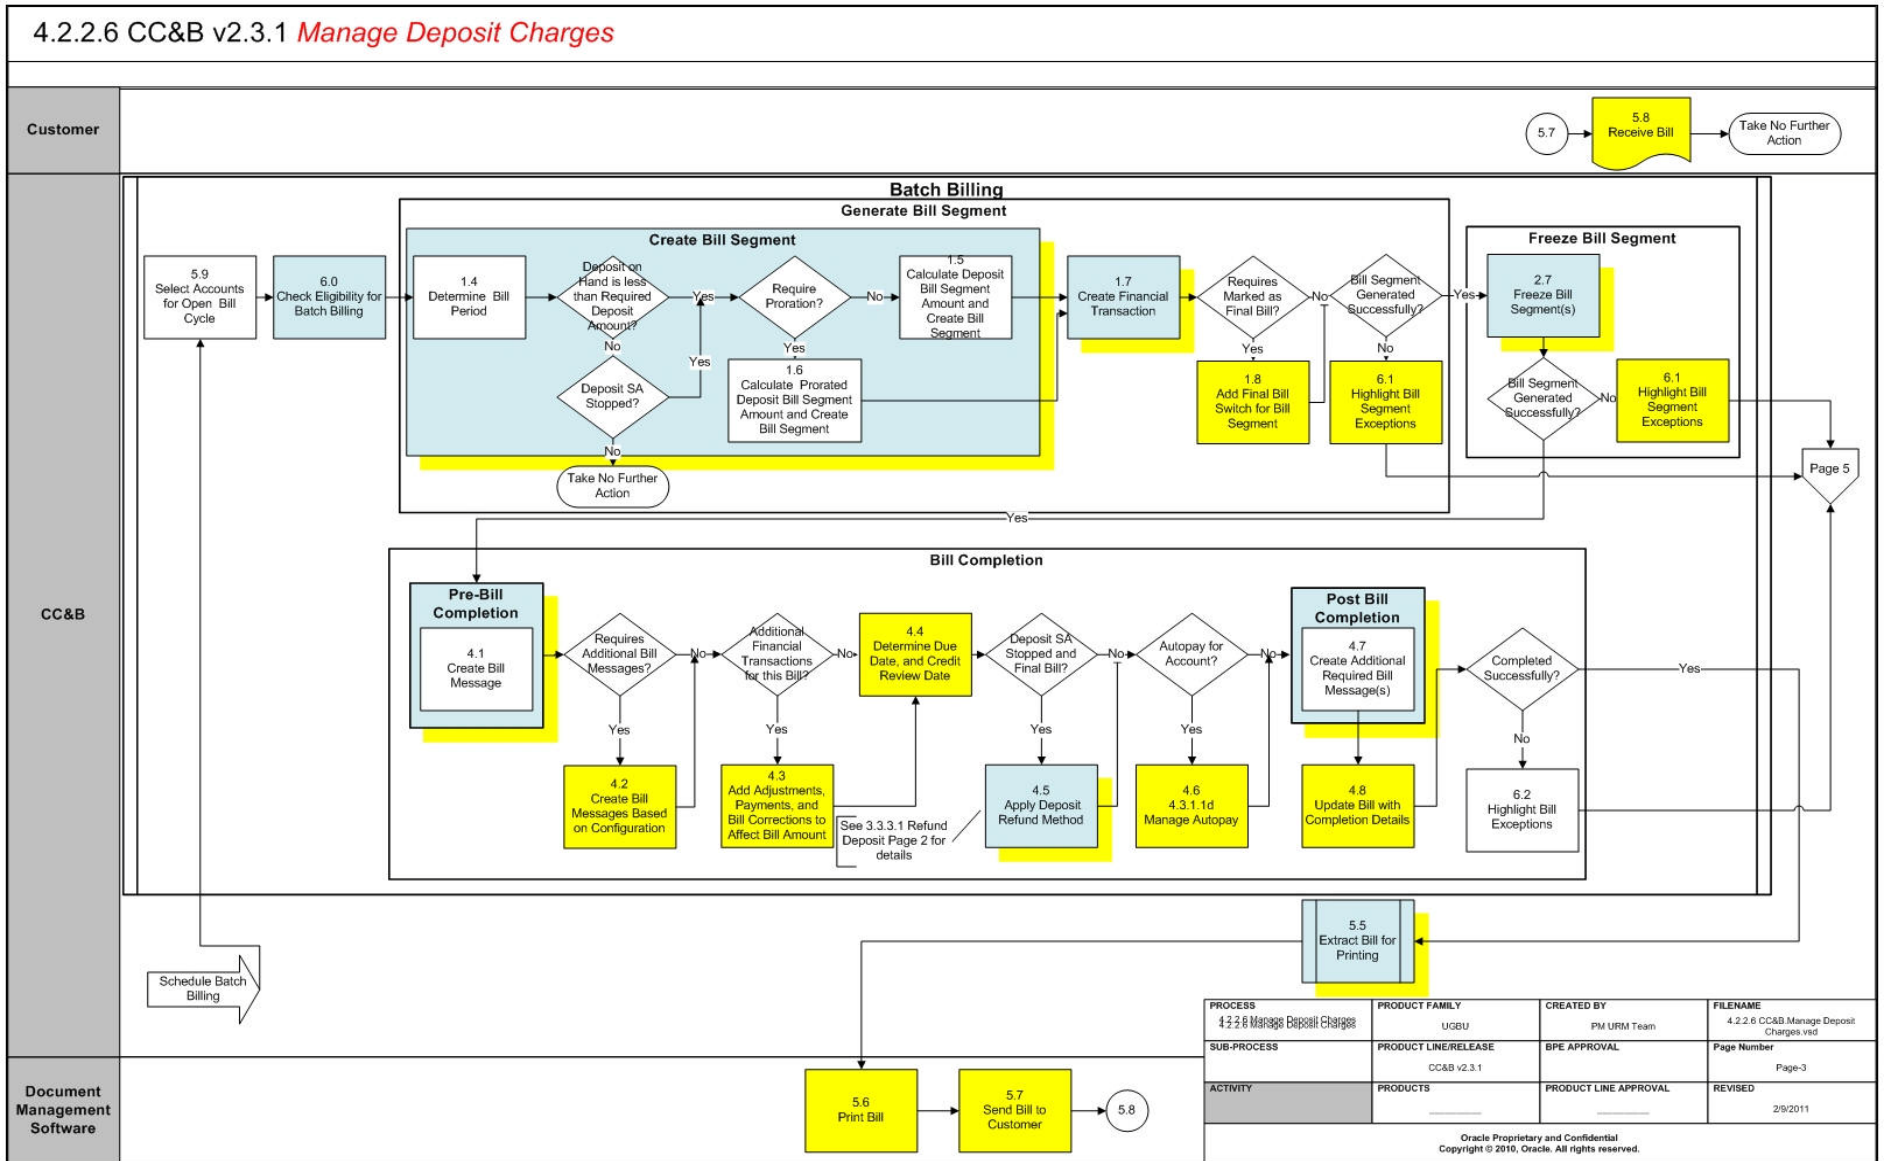 4.2.2.6 CC&B v2.3.1 Manage Deposit Charges
Customer
5.7
5.8
Receive Bill
Take No Further
Action
CC&B
Batch Billing
Generate Bill Segment
Create Bill Segment
5.9
Select Accounts
for Open Bill
Cycle
6.0
Check Eligibility for
Batch Billing
1.4
Determine Bill
Period
Deposit on
Hand is less
than Required
Deposit
Amount?
Yes
No
Deposit SA
Stopped?
Yes
No
Take No Further
Action
Require
Proration?
No
Yes
1.5
Calculate Deposit
Bill Segment
Amount and
Create Bill
Segment
1.6
Calculate Prorated
Deposit Bill Segment
Amount and Create
Bill Segment
1.7
Create Financial
Transaction
Requires
Marked as
Final Bill?
No
Yes
1.8
Add Final Bill
Switch for Bill
Segment
Bill Segment
Generated
Successfully?
Yes
No
6.1
Highlight Bill
Segment
Exceptions
Freeze Bill Segment
2.7
Freeze Bill
Segment(s)
Bill Segment
Generated
Successfully?
No
6.1
Highlight Bill
Segment
Exceptions
Page 5
Yes
Bill Completion
Pre-Bill
Completion
4.1
Create Bill
Message
Requires
Additional Bill
Messages?
No
Yes
4.2
Create Bill
Messages Based
on Configuration
Additional
Financial
Transactions
for this Bill?
No
Yes
4.3
Add Adjustments,
Payments, and
Bill Corrections to
Affect Bill Amount
4.4
Determine Due
Date, and Credit
Review Date
See 3.3.3.1 Refund
Deposit Page 2 for
details
Deposit SA
Stopped and
Final Bill?
No
Yes
4.5
Apply Deposit
Refund Method
Autopay for
Account?
No
Yes
4.6
4.3.1.1d
Manage Autopay
Post Bill
Completion
4.7
Create Additional
Required Bill
Message(s)
4.8
Update Bill with
Completion Details
Completed
Successfully?
Yes
No
6.2
Highlight Bill
Exceptions
5.5
Extract Bill for
Printing
Schedule Batch
Billing
Document
Management
Software
5.6
Print Bill
5.7
Send Bill to
Customer
5.8
PROCESS
4.2.2.6 Manage Deposit Charges
4.2.2.6 Manage Deposit Charges
PRODUCT FAMILY
UGBU
CREATED BY
PM URM Team
FILENAME
4.2.2.6 CC&B.Manage Deposit
Charges.vsd
SUB-PROCESS
PRODUCT LINE/RELEASE
CC&B v2.3.1
BPE APPROVAL
Page Number
Page-3
ACTIVITY
PRODUCTS
PRODUCT LINE APPROVAL
REVISED
2/9/2011
Oracle Proprietary and Confidential
Copyright © 2010, Oracle. All rights reserved.